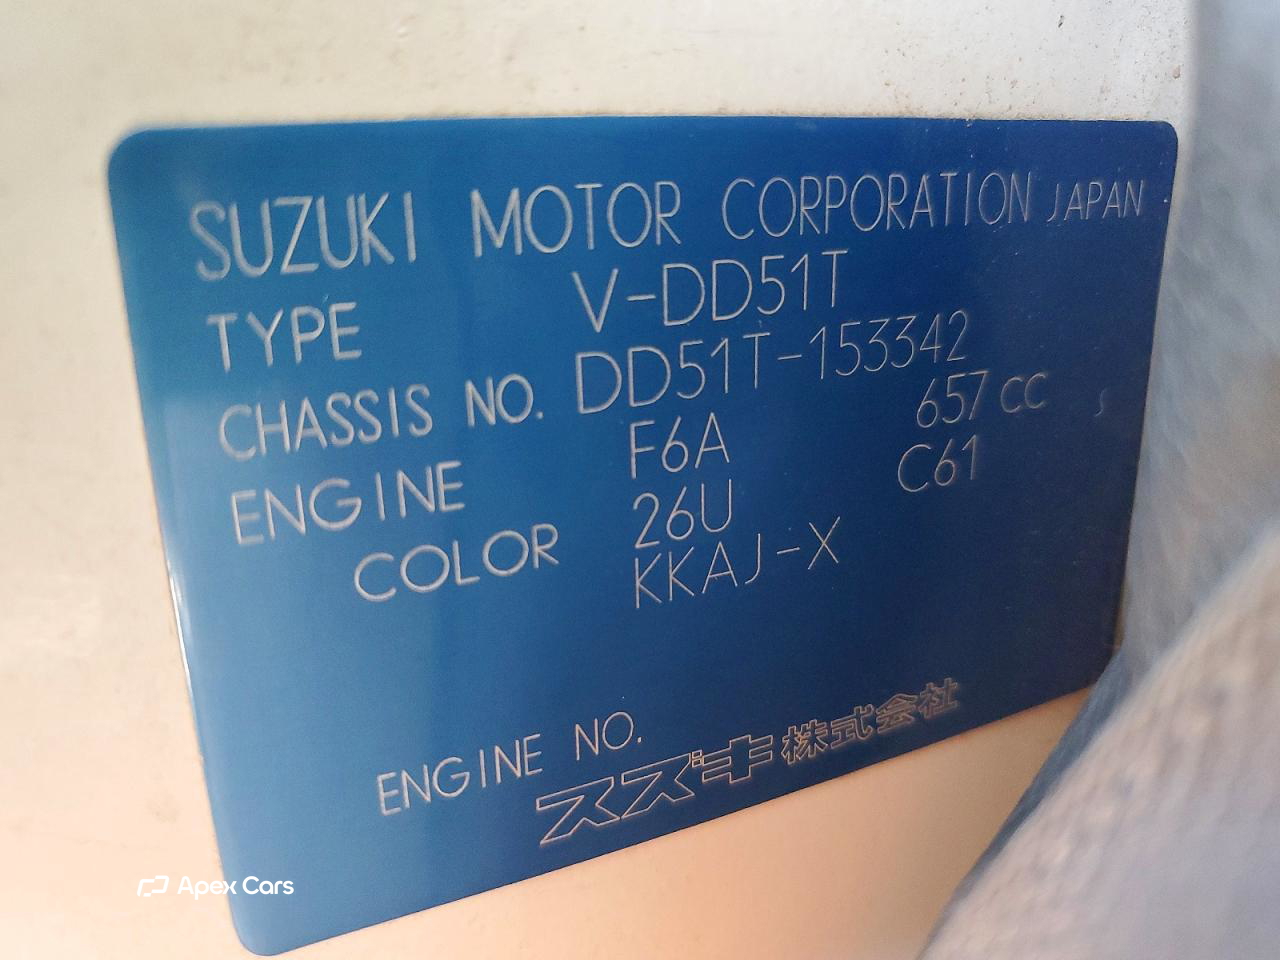 SUZUKI MOTOR CORPORATION JAPAN
TYPE V-DD51T
CHASSIS NO. DD51T-153342
ENGINE F6A 657 CC
COLOR 26U C61
KKAJ-X
ENGINE NO.
スズキ株式会社
Apex Cars